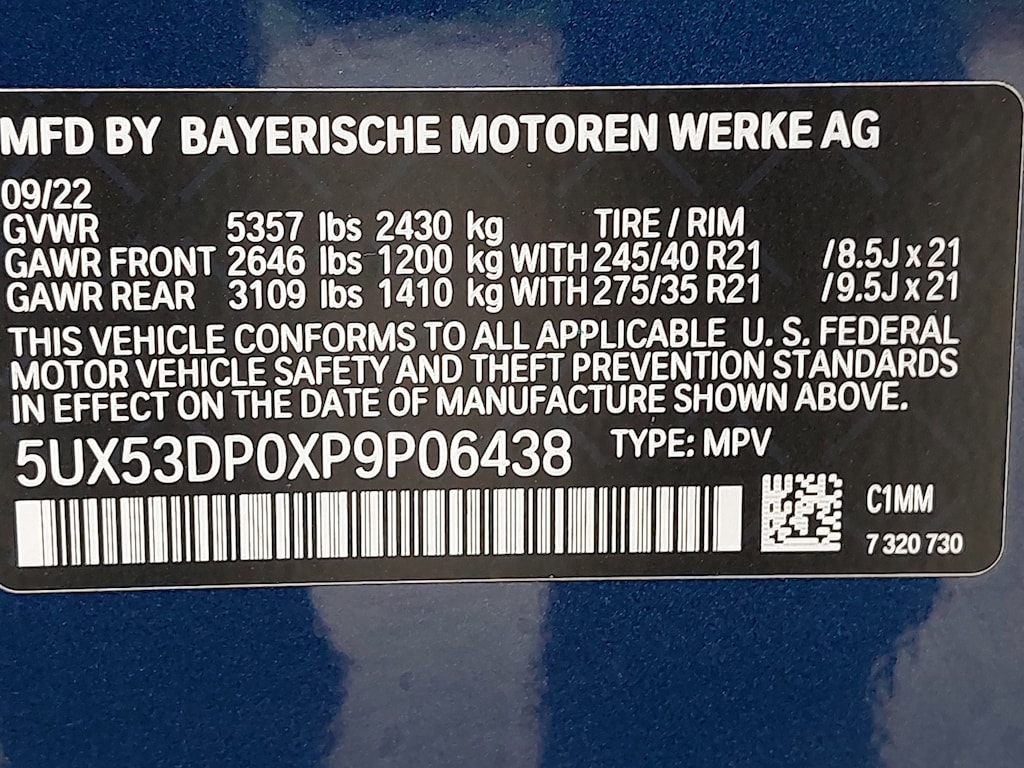 MFD BY BAYERISCHE MOTOREN WERKE AG
09/22
GVWR 5357 lbs 2430 kg TIRE / RIM
GAWR FRONT 2646 lbs 1200 kg WITH 245/40 R21 /8.5J x 21
GAWR REAR 3109 lbs 1410 kg WITH 275/35 R21 /9.5J x 21
THIS VEHICLE CONFORMS TO ALL APPLICABLE U. S. FEDERAL
MOTOR VEHICLE SAFETY AND THEFT PREVENTION STANDARDS
IN EFFECT ON THE DATE OF MANUFACTURE SHOWN ABOVE.
5UX53DP0XP9P06438 TYPE: MPV
C1MM
7 320 730